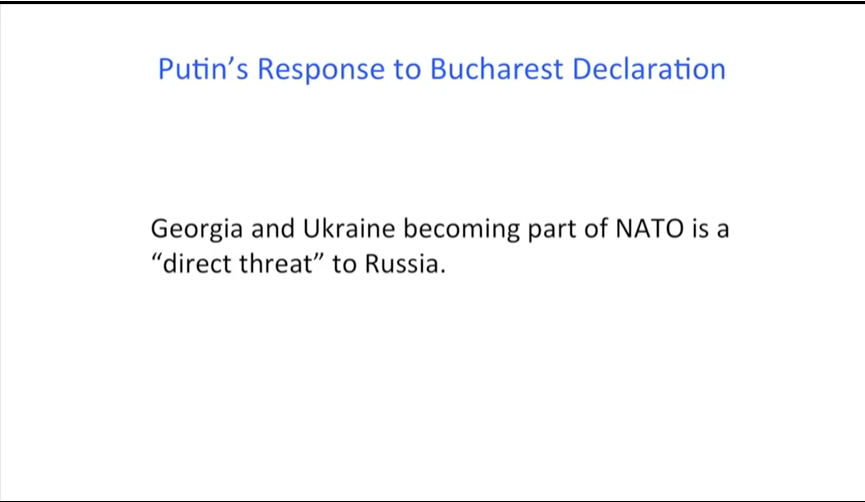 Putin’s Response to Bucharest Declaration
Georgia and Ukraine becoming part of NATO is a
“direct threat” to Russia.